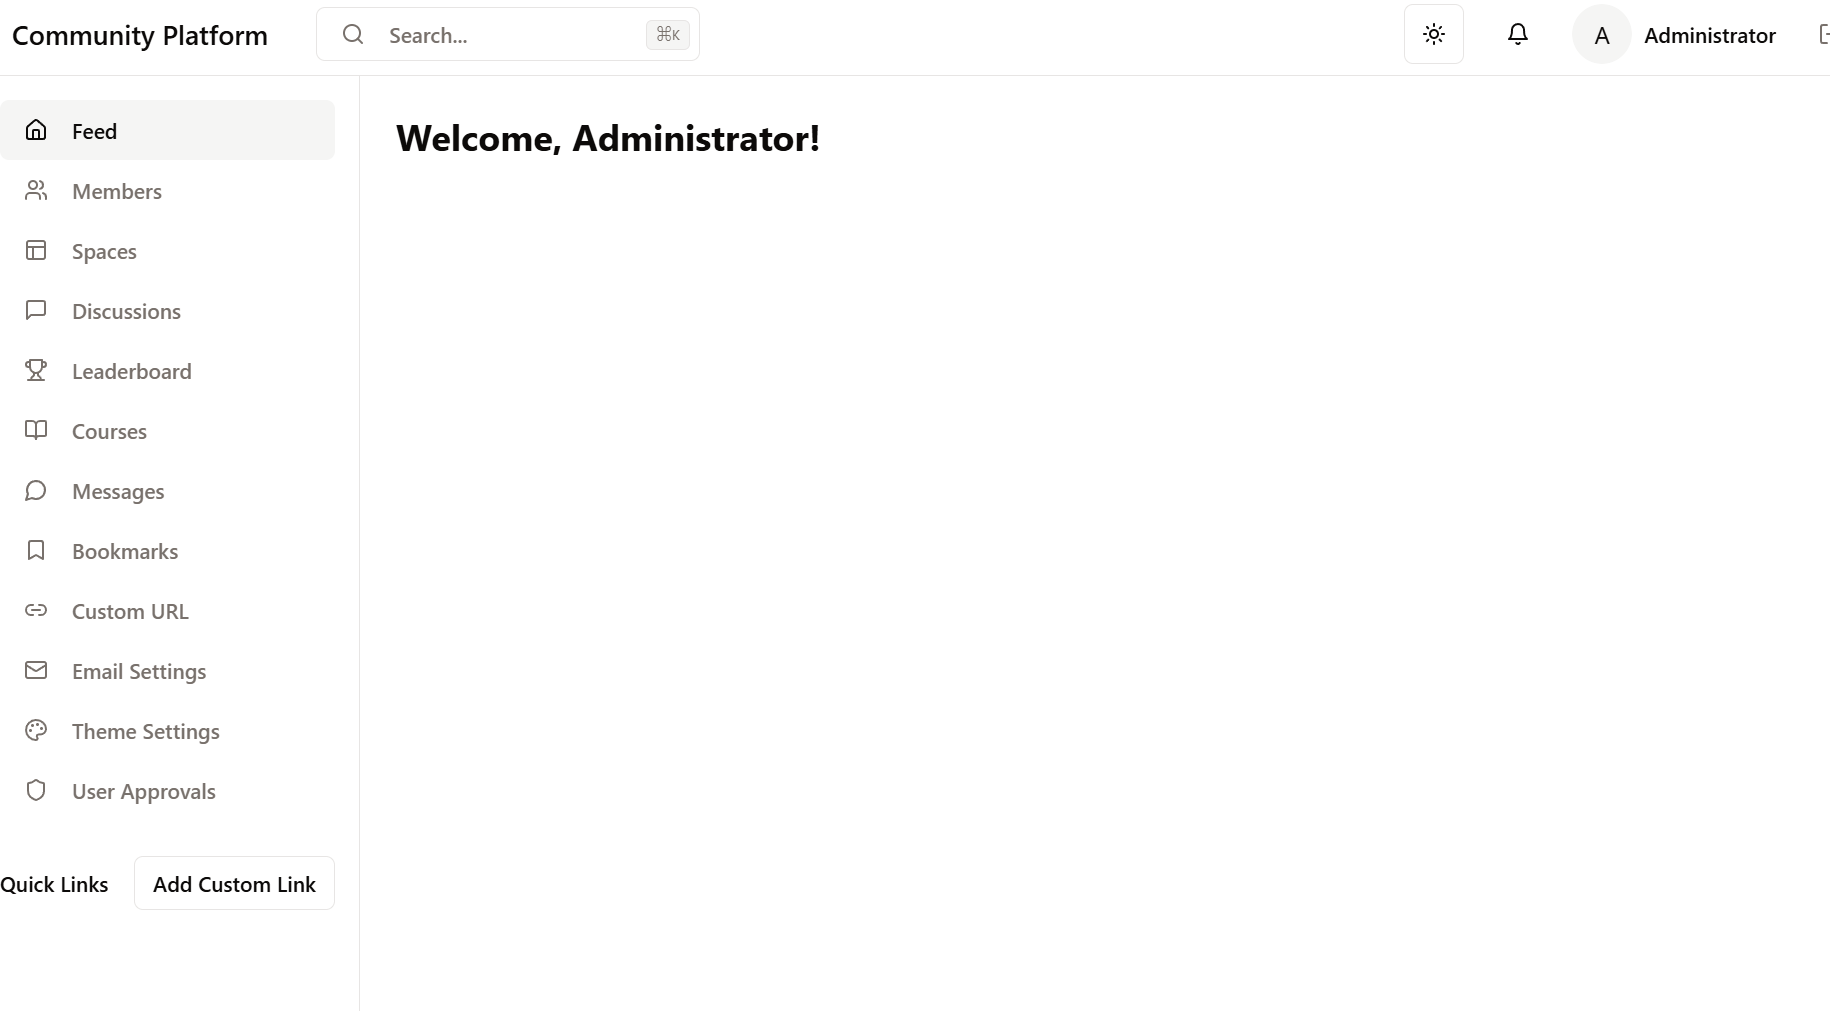 Community Platform
Search...
⌘K
A
Administrator
Feed
Members
Spaces
Discussions
Leaderboard
Courses
Messages
Bookmarks
Custom URL
Email Settings
Theme Settings
User Approvals
Quick Links
Add Custom Link
Welcome, Administrator!